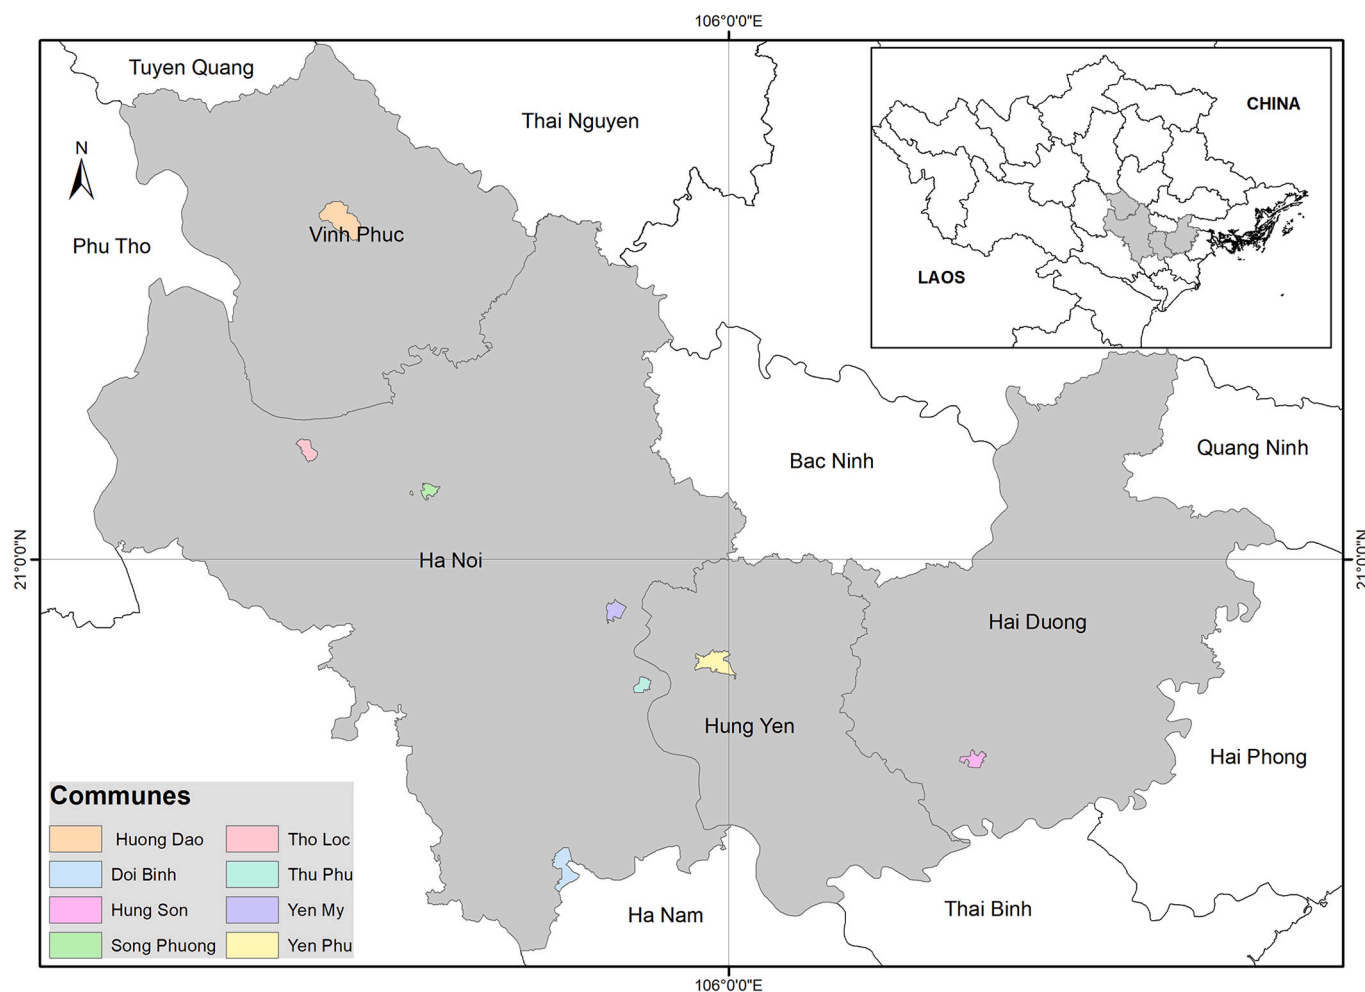 106°0'0"E
Tuyen Quang
CHINA
Thai Nguyen
N
Vinh Phuc
Phu Tho
LAOS
Quang Ninh
Bac Ninh
21°0'0"N
21°0'0"N
Ha Noi
Hai Duong
Hung Yen
Hai Phong
Communes
Huong Dao
Tho Loc
Doi Binh
Thu Phu
Hung Son
Yen My
Song Phuong
Yen Phu
Ha Nam
Thai Binh
106°0'0"E